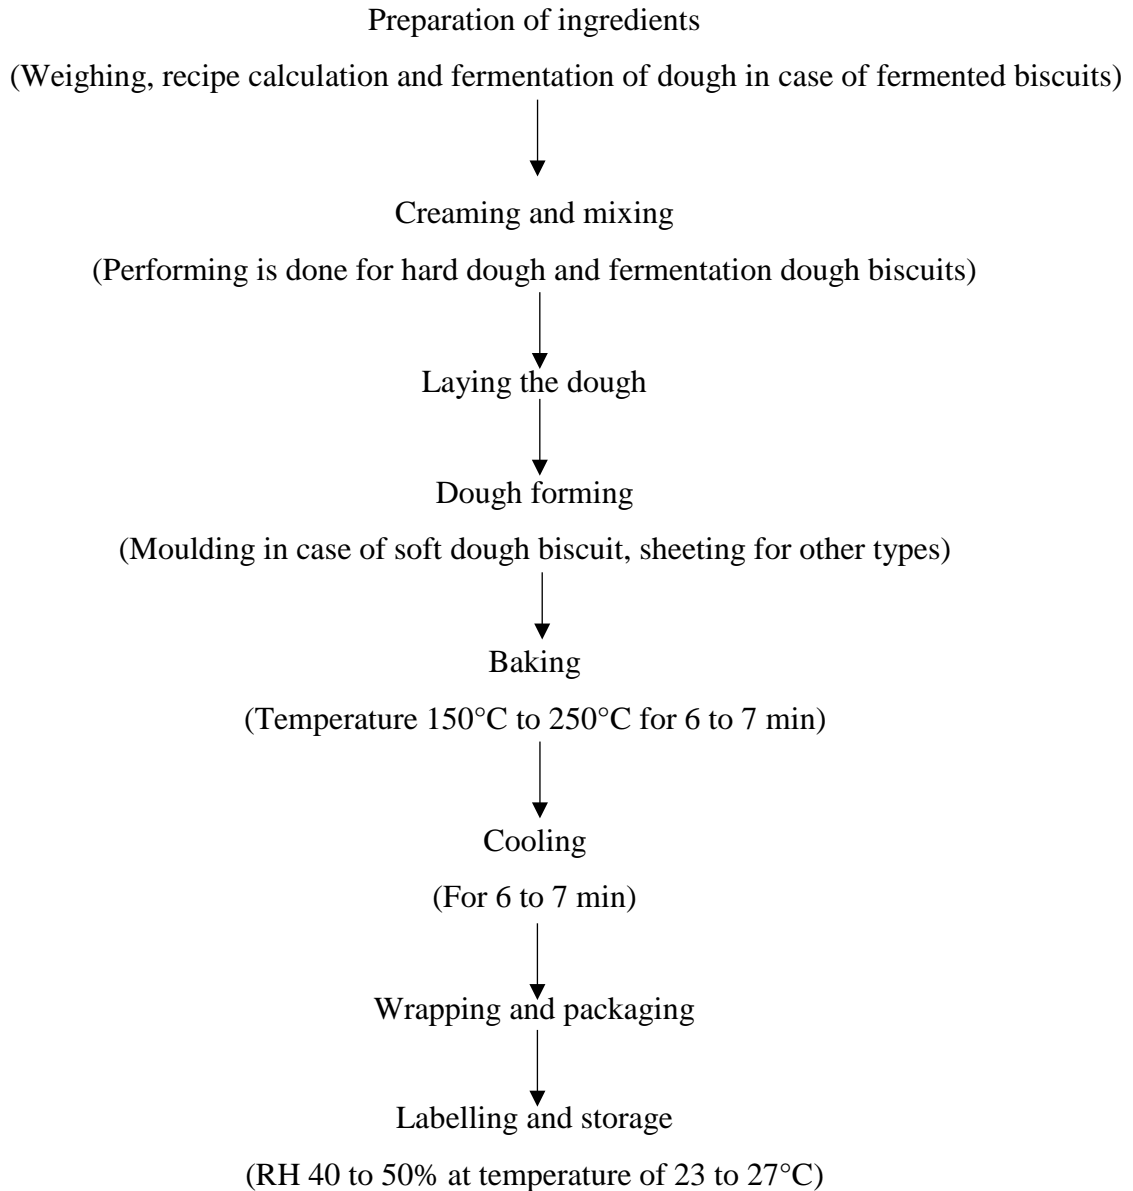 Preparation of ingredients
(Weighing, recipe calculation and fermentation of dough in case of fermented biscuits)
Creaming and mixing
(Performing is done for hard dough and fermentation dough biscuits)
Laying the dough
Dough forming
(Moulding in case of soft dough biscuit, sheeting for other types)
Baking
(Temperature 150°C to 250°C for 6 to 7 min)
Cooling
(For 6 to 7 min)
Wrapping and packaging
Labelling and storage
(RH 40 to 50% at temperature of 23 to 27°C)